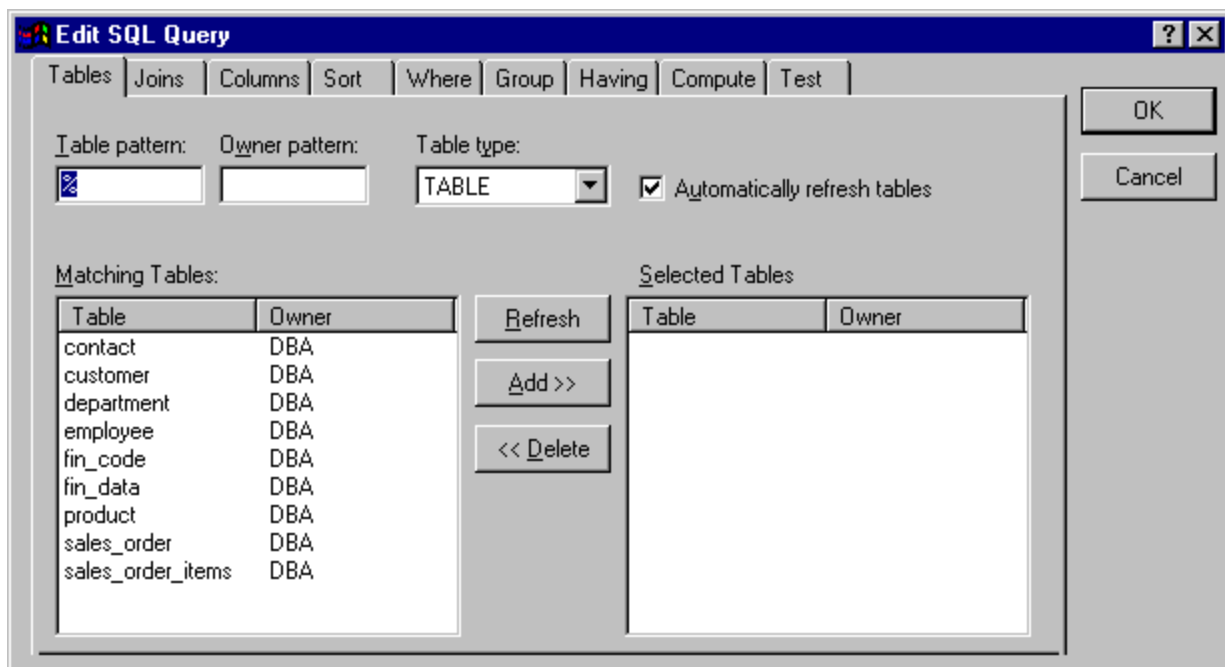 Edit SQL Query
Tables Joins Columns Sort Where Group Having Compute Test
OK
Cancel
Table pattern: Owner pattern: Table type:
% TABLE Automatically refresh tables
Matching Tables: Selected Tables
Table Owner Refresh Table Owner
contact DBA
customer DBA Add >>
department DBA
employee DBA << Delete
fin_code DBA
fin_data DBA
product DBA
sales_order DBA
sales_order_items DBA